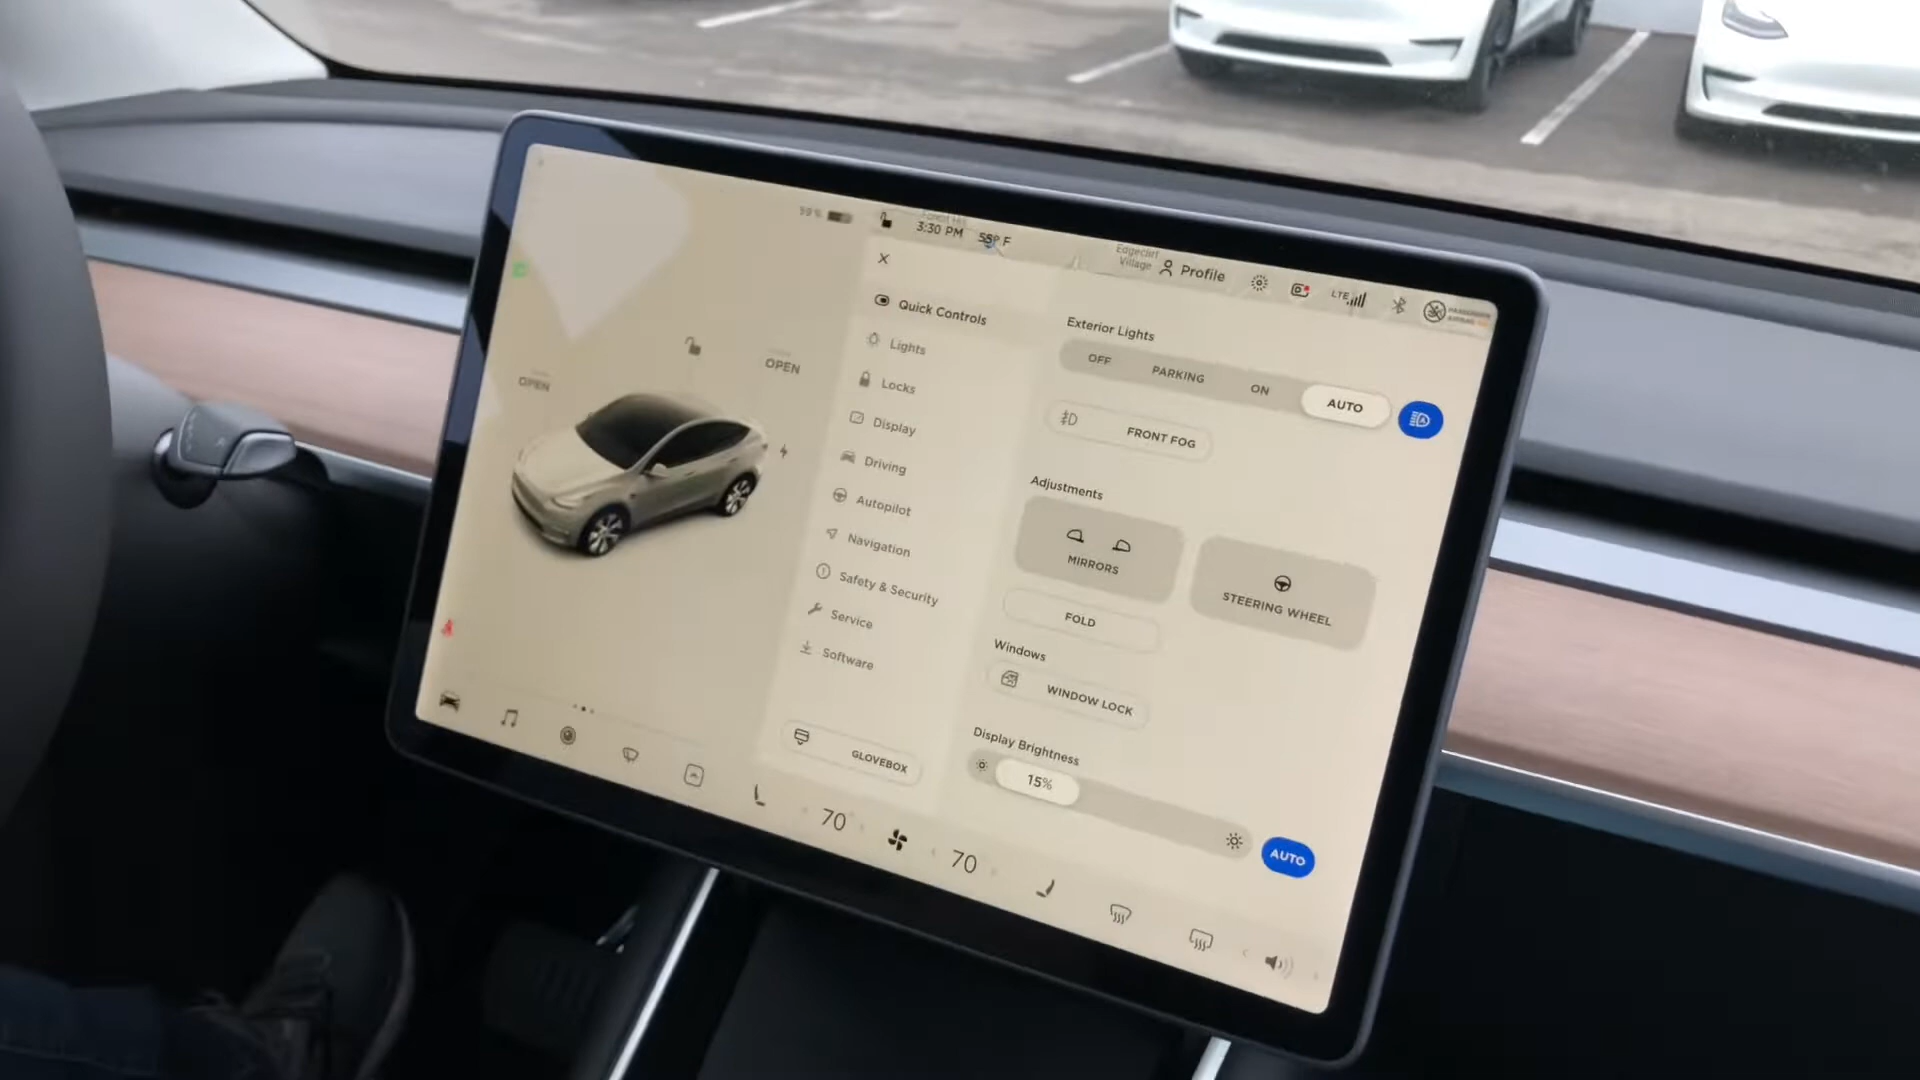 59 %
3:30 PM
55° F
Edgecliff
Village
Profile
LTE
OPEN
OPEN
Quick Controls
Lights
Locks
Display
Driving
Autopilot
Navigation
Safety & Security
Service
Software
GLOVEBOX
Exterior Lights
OFF
PARKING
ON
AUTO
FRONT FOG
Adjustments
MIRRORS
STEERING WHEEL
FOLD
Windows
WINDOW LOCK
Display Brightness
15%
AUTO
70
70